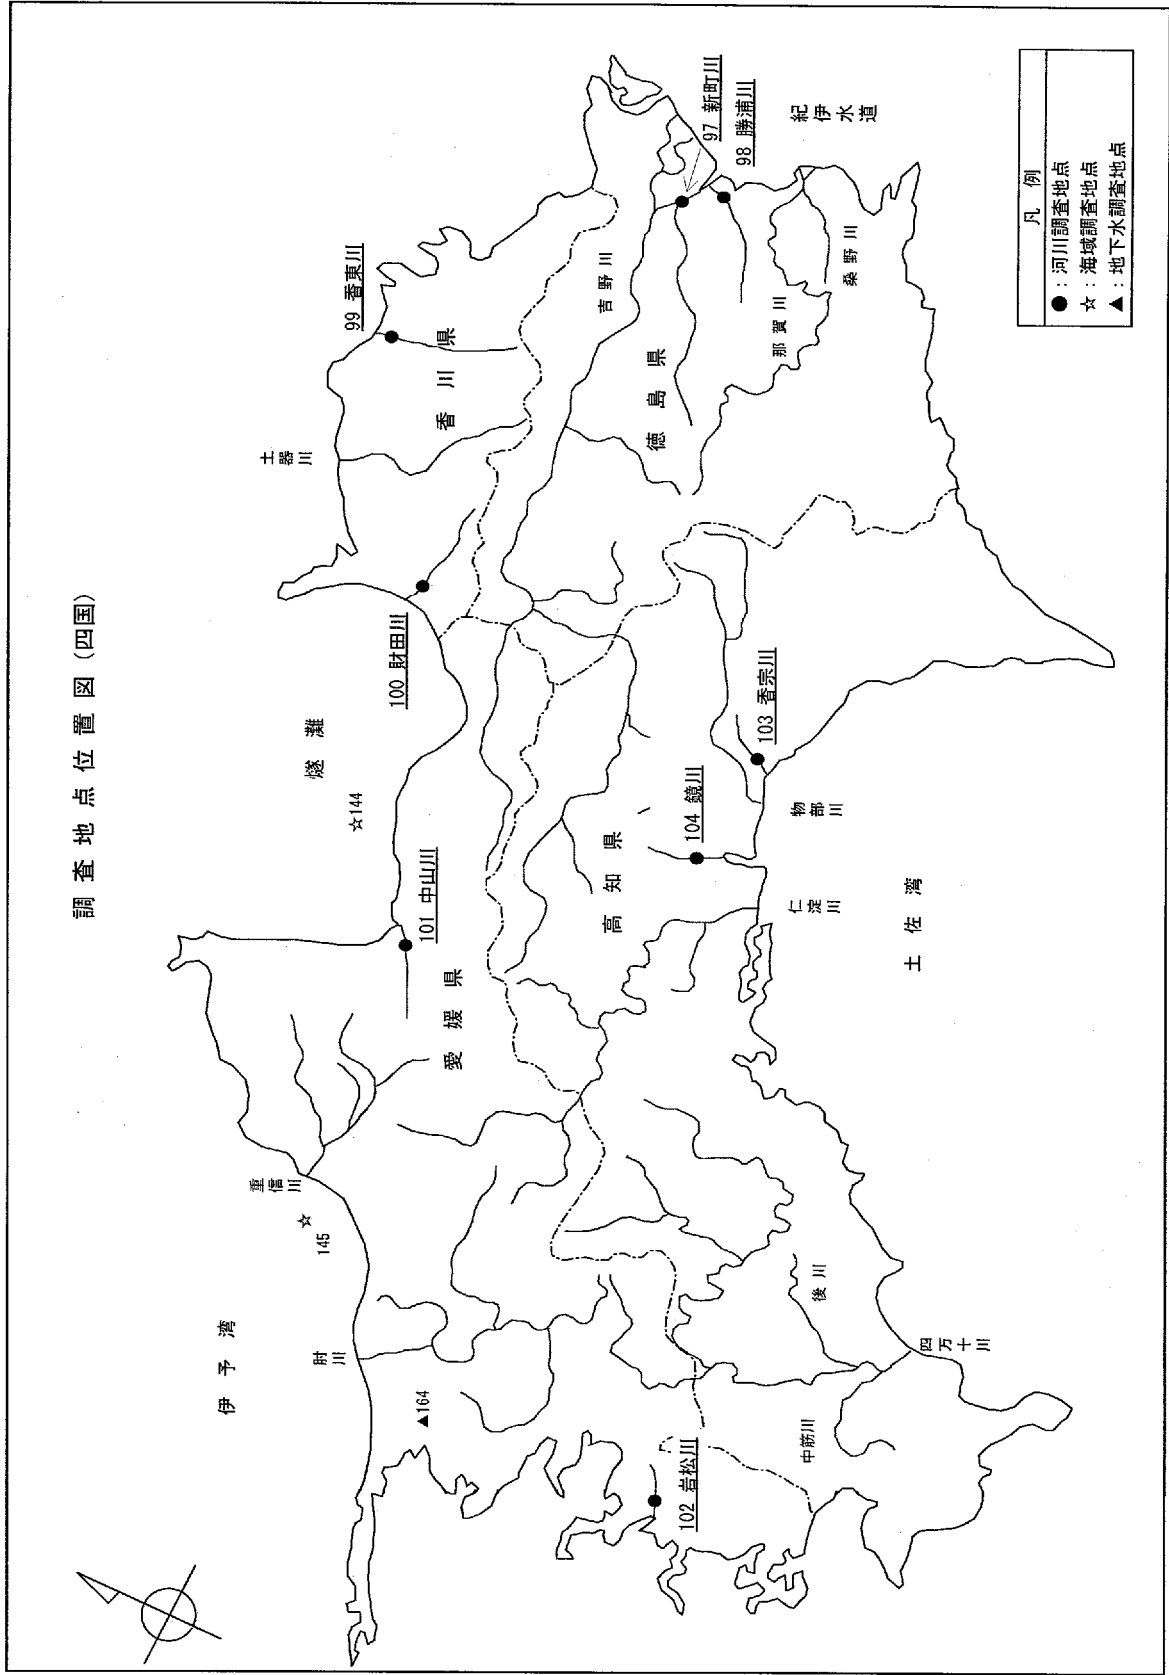 調査地点位置図(四国)
伊予湾
燧灘
☆144
☆
145
重信川
肘川
▲164
土器川
99 香東川
100 財田川
101 中山川
102 岩松川
103 香宗川
104 鏡川
97 新町川
98 勝浦川
紀伊水道
香川県
徳島県
愛媛県
高知県
吉野川
那賀川
桑野川
物部川
仁淀川
土佐湾
後川
四万十川
中筋川
凡例
●：河川調査地点
☆：海域調査地点
▲：地下水調査地点